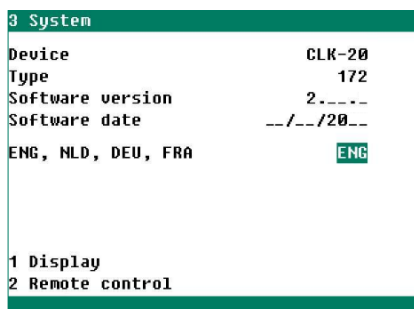 3 System
Device CLK-20
Type 172
Software version 2.__._
Software date __/__/20__
ENG, NLD, DEU, FRA ENG
1 Display
2 Remote control